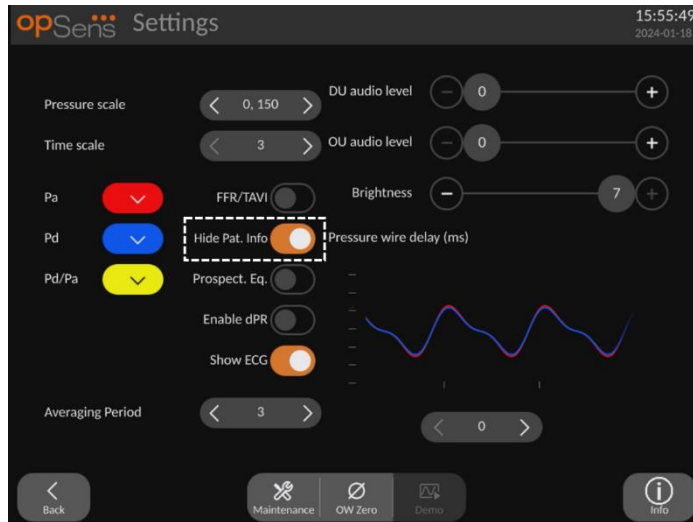 opSens Settings
15:55:49
2024-01-18
Pressure scale
0, 150
DU audio level
0
Time scale
3
OU audio level
0
Pa
FFR/TAVI
Brightness
7
Pd
Hide Pat. Info
Pressure wire delay (ms)
Pd/Pa
Prospect. Eq.
Enable dPR
Show ECG
Averaging Period
3
0
Back
Maintenance
OW Zero
Demo
Info